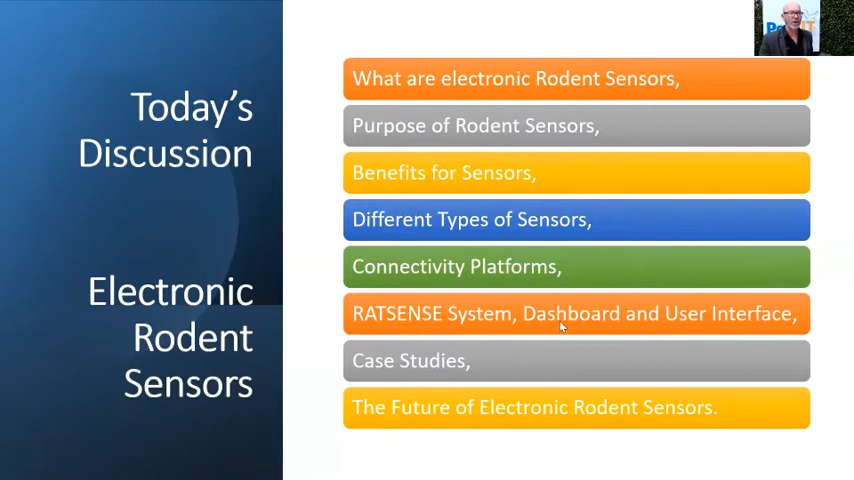 Today's
Discussion
Electronic
Rodent
Sensors
What are electronic Rodent Sensors,
Purpose of Rodent Sensors,
Benefits for Sensors,
Different Types of Sensors,
Connectivity Platforms,
RATSENSE System, Dashboard and User Interface,
Case Studies,
The Future of Electronic Rodent Sensors.